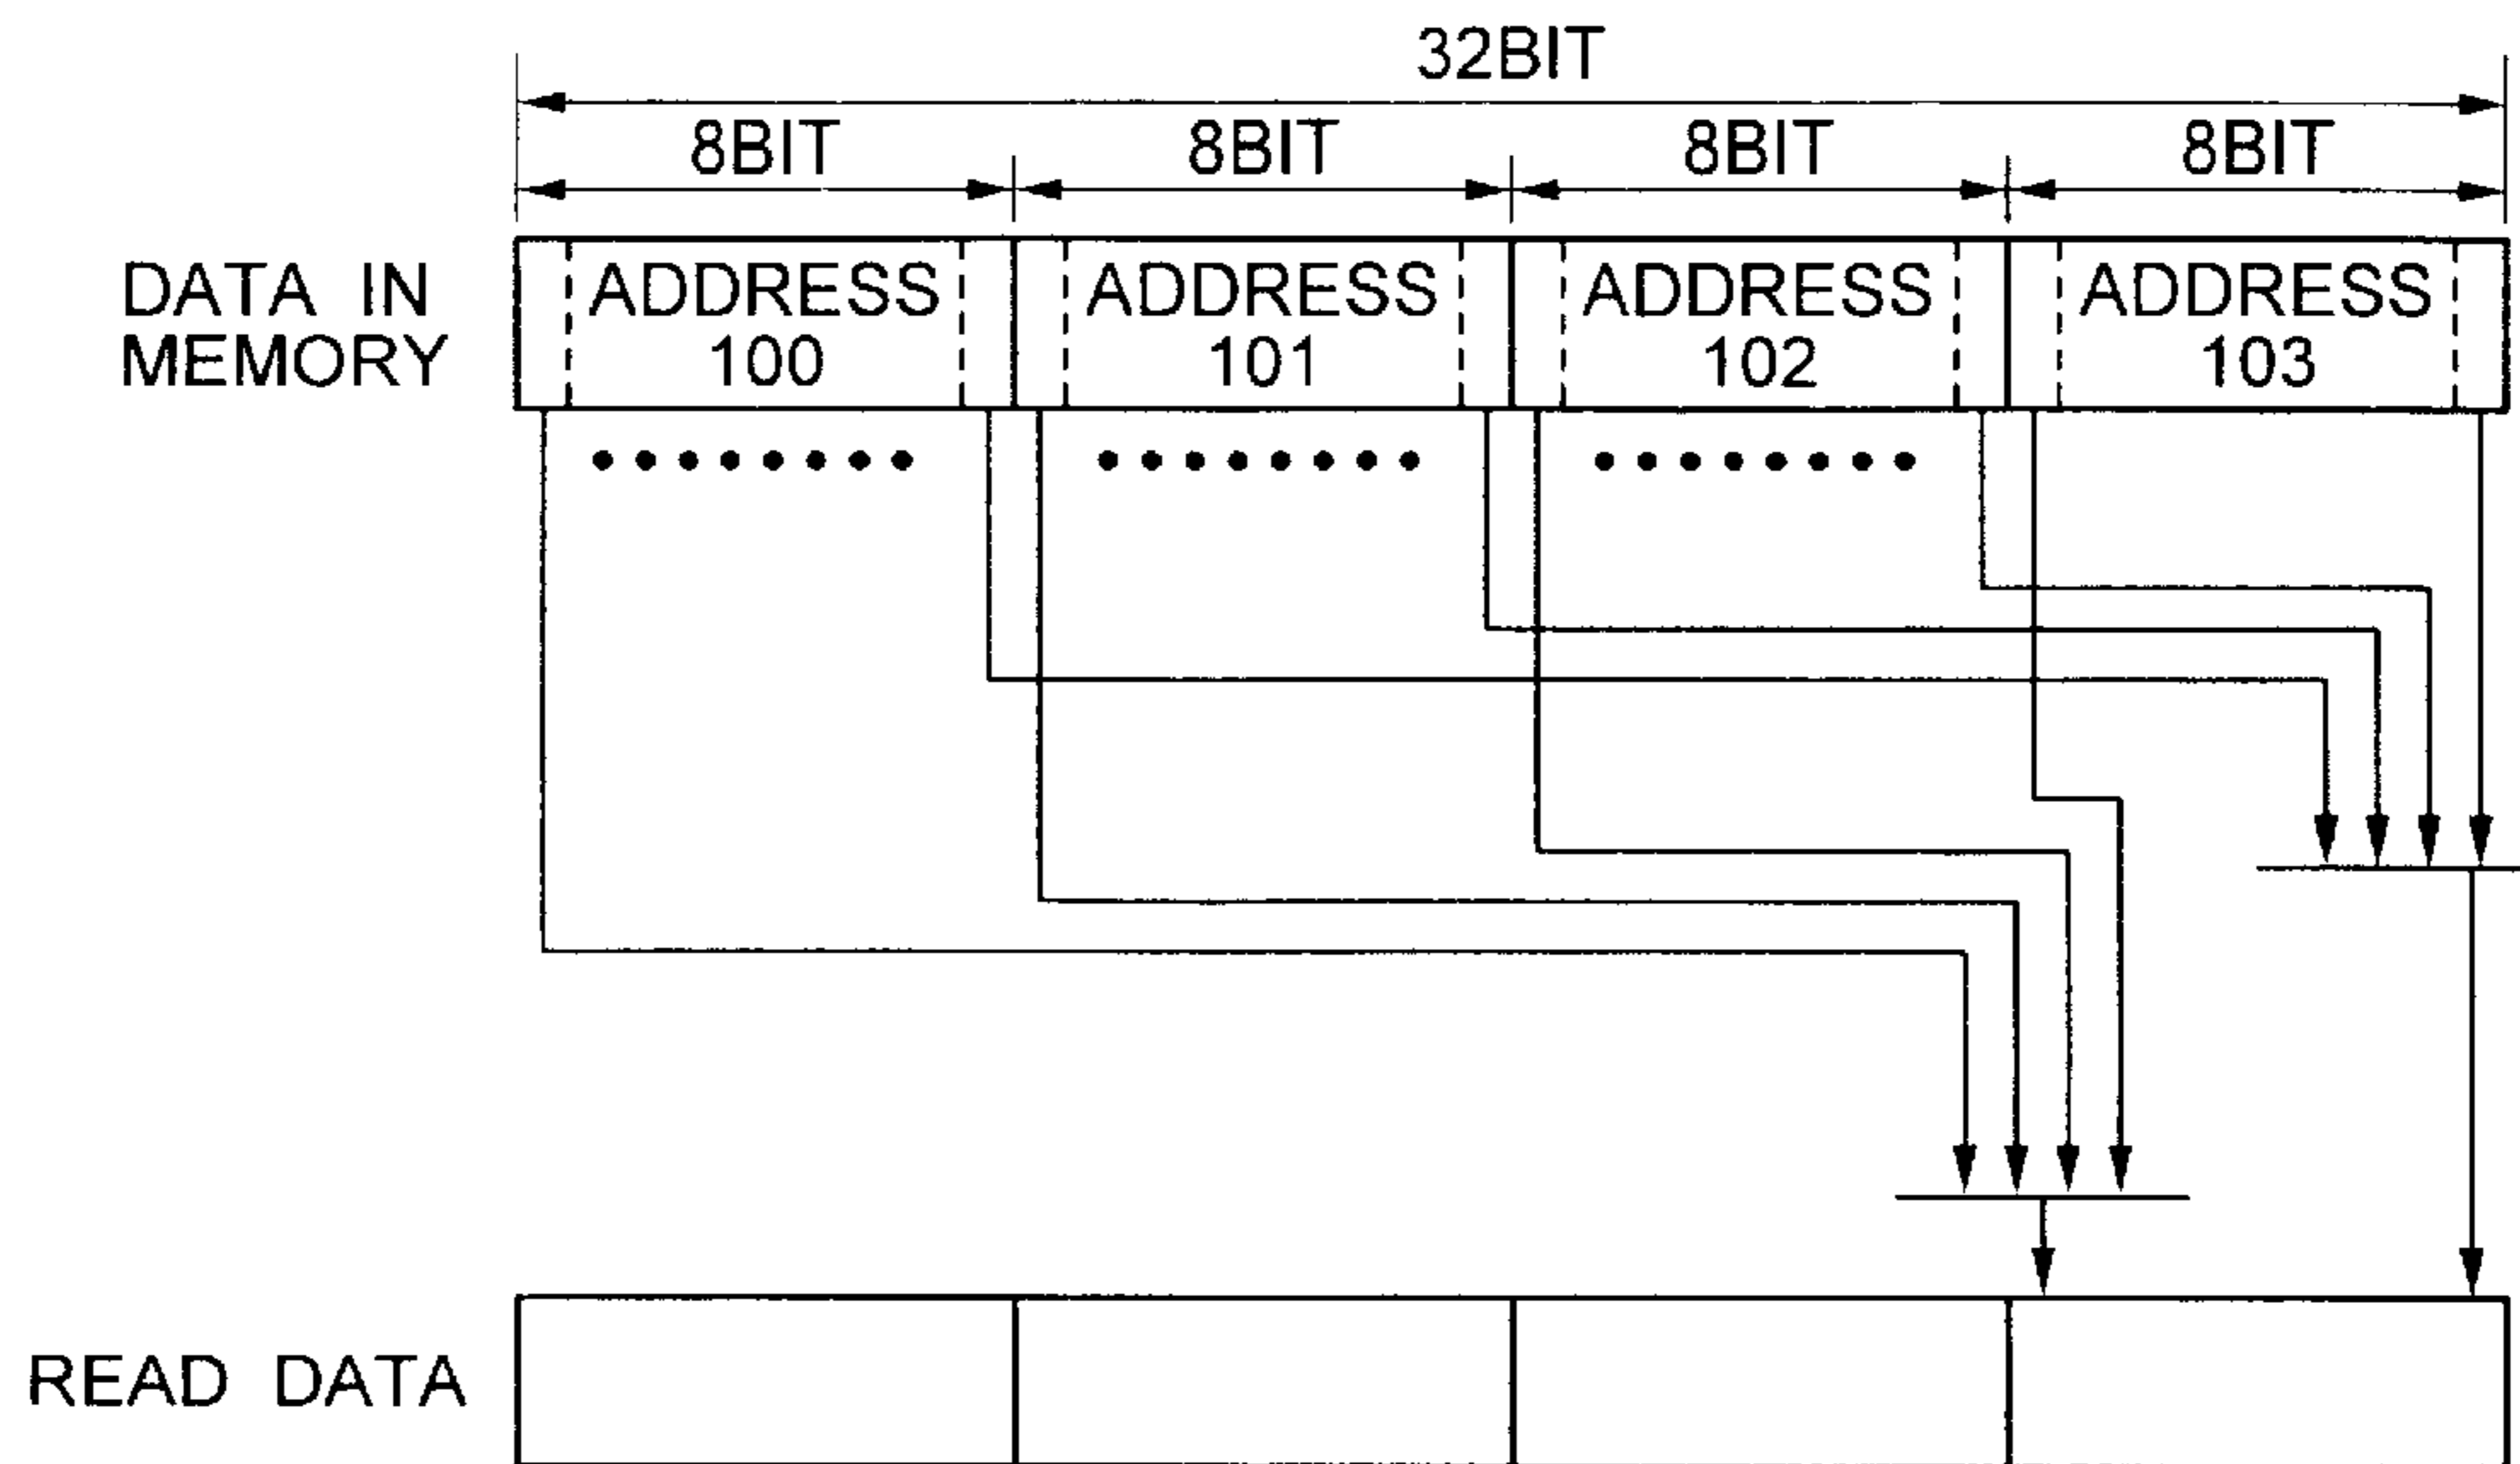 32BIT
8BIT 8BIT 8BIT 8BIT
DATA IN MEMORY
ADDRESS 100
ADDRESS 101
ADDRESS 102
ADDRESS 103
READ DATA